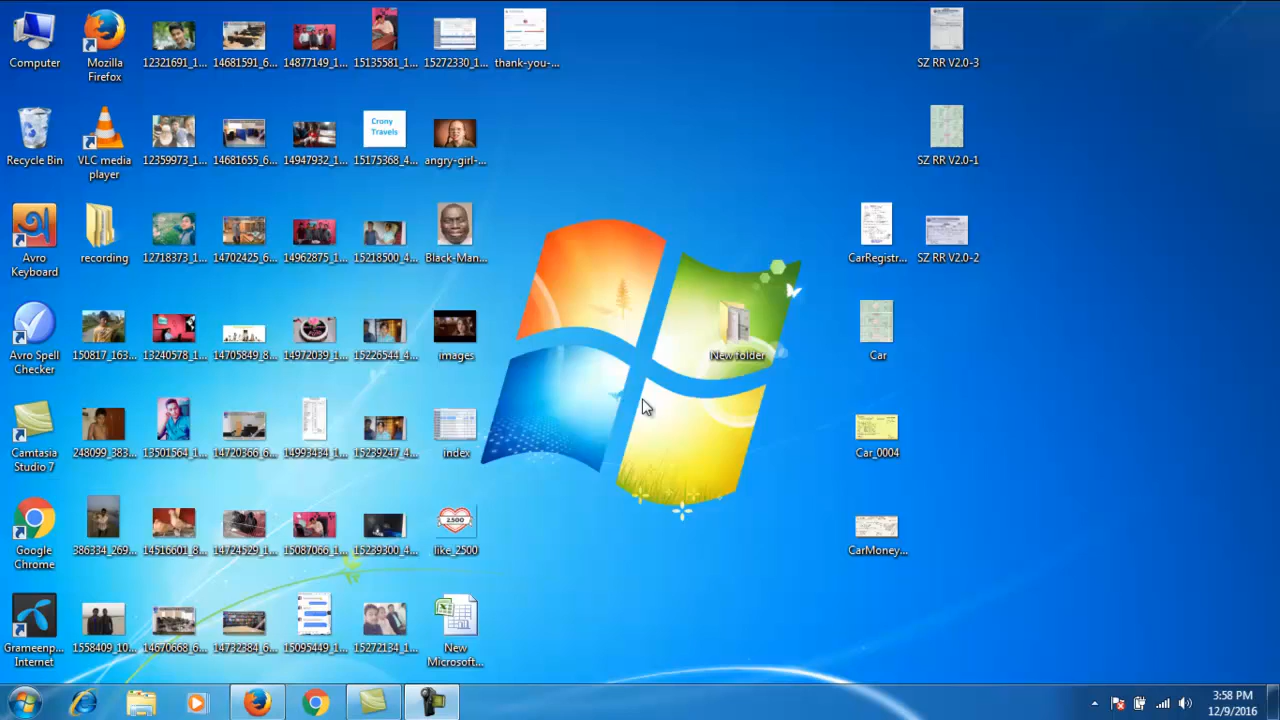 Computer
Mozilla
Firefox
12321691_1...
14681591_6...
14877149_1...
15135581_1...
15272330_1...
thank-you-...
SZ RR V2.0-3
Recycle Bin
VLC media
player
12359973_1...
14681655_6...
14947932_1...
Crony
Travels
15175368_4...
angry-girl-...
SZ RR V2.0-1
Avro
Keyboard
recording
12718373_1...
14702425_6...
14962875_1...
15218500_4...
Black-Man...
CarRegistr...
SZ RR V2.0-2
Avro Spell
Checker
150817_163...
13240578_1...
14705849_8...
14972039_1...
15226544_4...
images
New folder
Car
Camtasia
Studio 7
248099_383...
13501564_1...
14720366_6...
14993434_1...
15239247_4...
index
Car_0004
Google
Chrome
386334_269...
14516601_8...
14724529_1...
15087066_1...
15239300_4...
2,500
like_2500
CarMoney...
Grameenp...
Internet
1558409_10...
14670668_6...
14732384_6...
15095449_1...
15272134_1...
New
Microsoft...
3:58 PM
12/9/2016